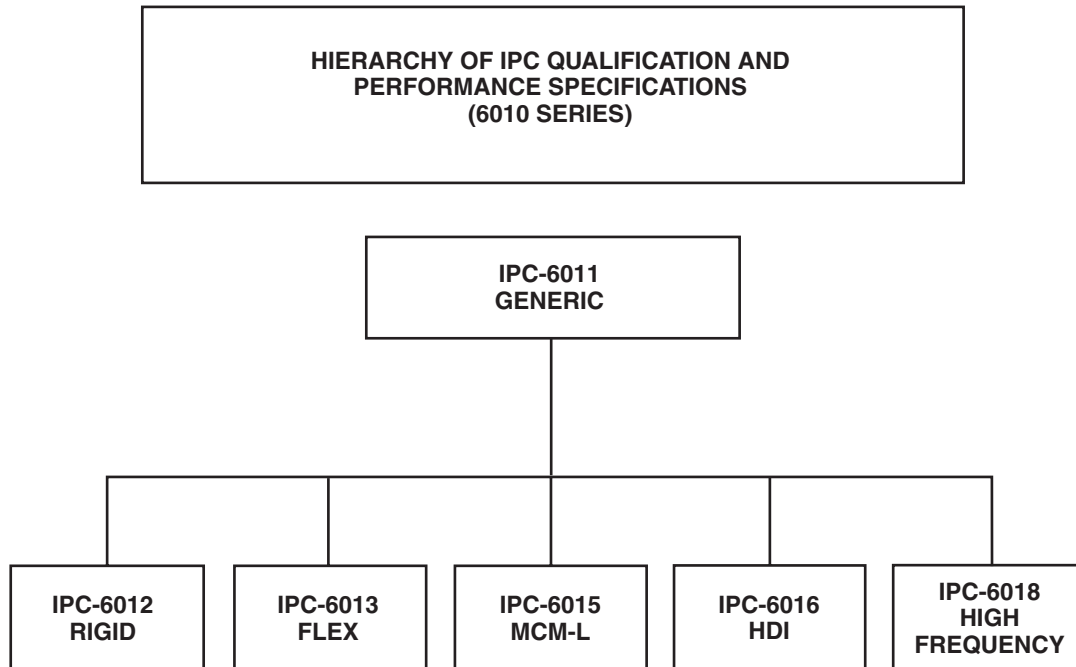 HIERARCHY OF IPC QUALIFICATION AND
PERFORMANCE SPECIFICATIONS
(6010 SERIES)
IPC-6011
GENERIC
IPC-6012
RIGID
IPC-6013
FLEX
IPC-6015
MCM-L
IPC-6016
HDI
IPC-6018
HIGH
FREQUENCY